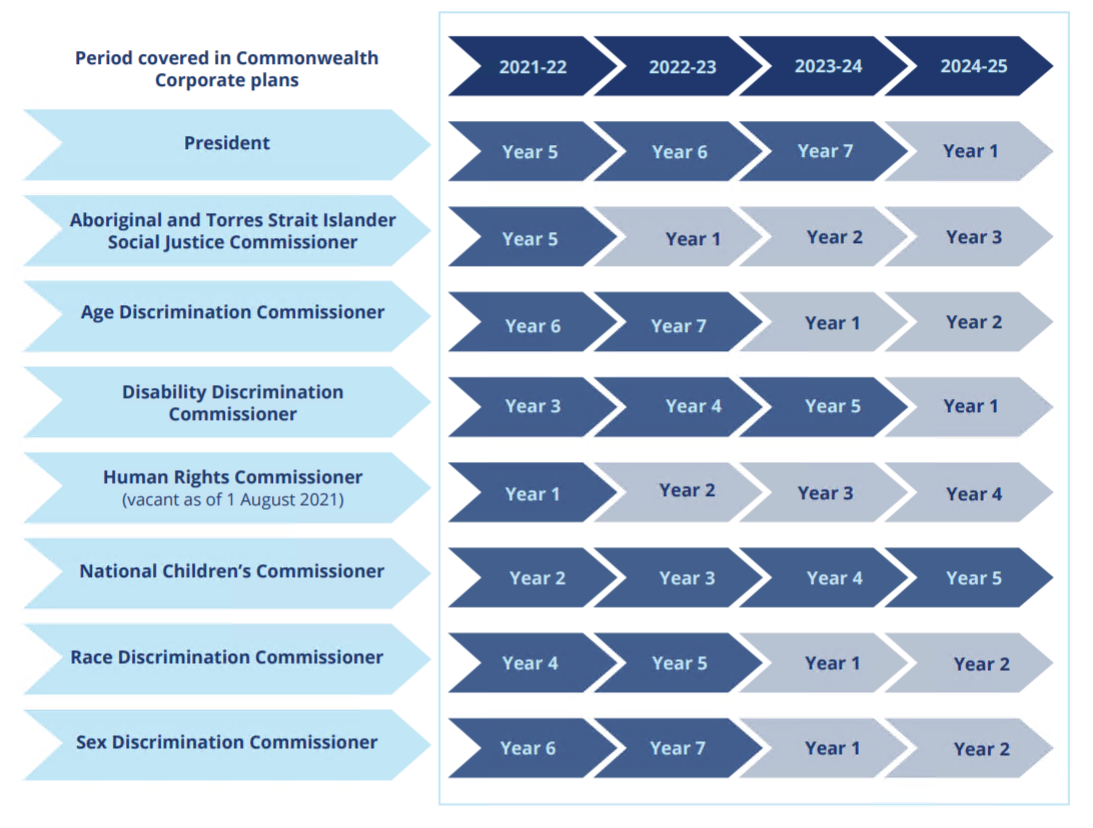 Period covered in Commonwealth
Corporate plans
2021-22
2022-23
2023-24
2024-25
President
Year 5
Year 6
Year 7
Year 1
Aboriginal and Torres Strait Islander
Social Justice Commissioner
Year 5
Year 1
Year 2
Year 3
Age Discrimination Commissioner
Year 6
Year 7
Year 1
Year 2
Disability Discrimination
Commissioner
Year 3
Year 4
Year 5
Year 1
Human Rights Commissioner
(vacant as of 1 August 2021)
Year 1
Year 2
Year 3
Year 4
National Children’s Commissioner
Year 2
Year 3
Year 4
Year 5
Race Discrimination Commissioner
Year 4
Year 5
Year 1
Year 2
Sex Discrimination Commissioner
Year 6
Year 7
Year 1
Year 2